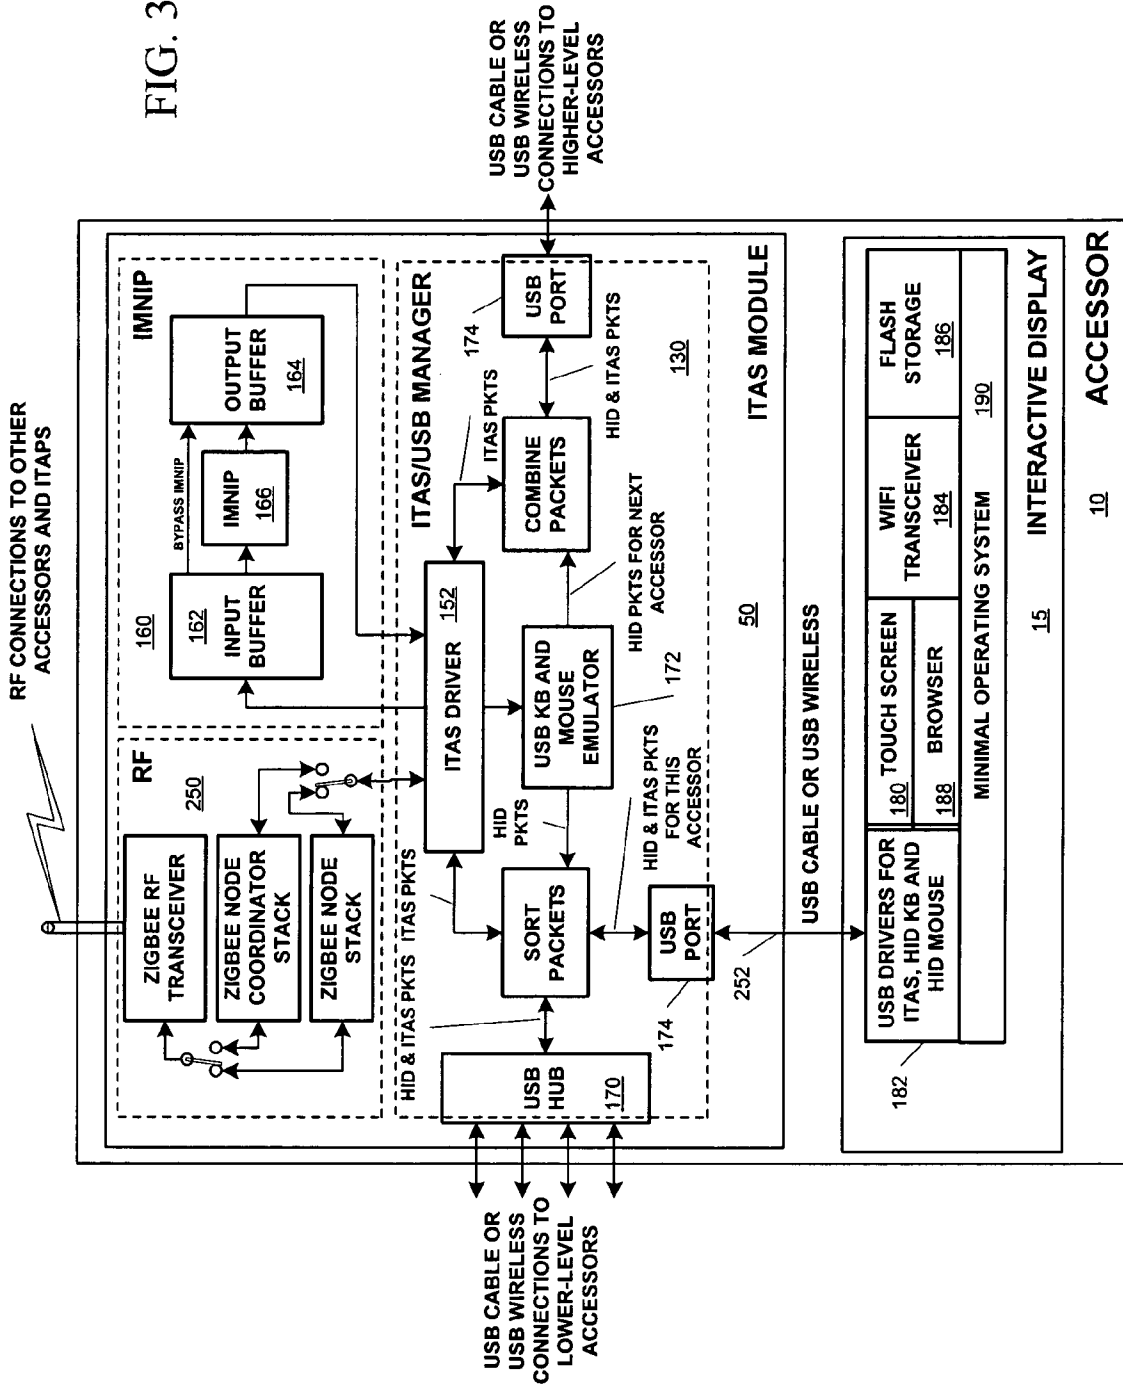 FIG. 3
RF CONNECTIONS TO OTHER
ACCESSORS AND ITAPS
RF
250
ZIGBEE RF
TRANSCEIVER
ZIGBEE NODE
COORDINATOR
STACK
ZIGBEE NODE
STACK
IMNIP
160
162
INPUT
BUFFER
BYPASS IMNIP
IMNIP
166
OUTPUT
BUFFER
164
ITAS/USB MANAGER
ITAS DRIVER
152
HID & ITAS PKTS
ITAS PKTS
HID
PKTS
ITAS PKTS
174
USB
PORT
USB CABLE OR
USB WIRELESS
CONNECTIONS TO
HIGHER-LEVEL
ACCESSORS
USB CABLE OR
USB WIRELESS
CONNECTIONS TO
LOWER-LEVEL
ACCESSORS
USB
HUB
170
SORT
PACKETS
USB KB AND
MOUSE
EMULATOR
COMBINE
PACKETS
HID & ITAS PKTS
HID PKTS FOR NEXT
ACCESSOR
172
HID & ITAS PKTS
FOR THIS
ACCESSOR
130
USB
PORT
174
ITAS MODULE
50
252
USB CABLE OR USB WIRELESS
182
USB DRIVERS FOR
ITAS, HID KB AND
HID MOUSE
180
TOUCH SCREEN
188
BROWSER
WIFI
TRANSCEIVER
184
FLASH
STORAGE
186
MINIMAL OPERATING SYSTEM
190
15
INTERACTIVE DISPLAY
10
ACCESSOR